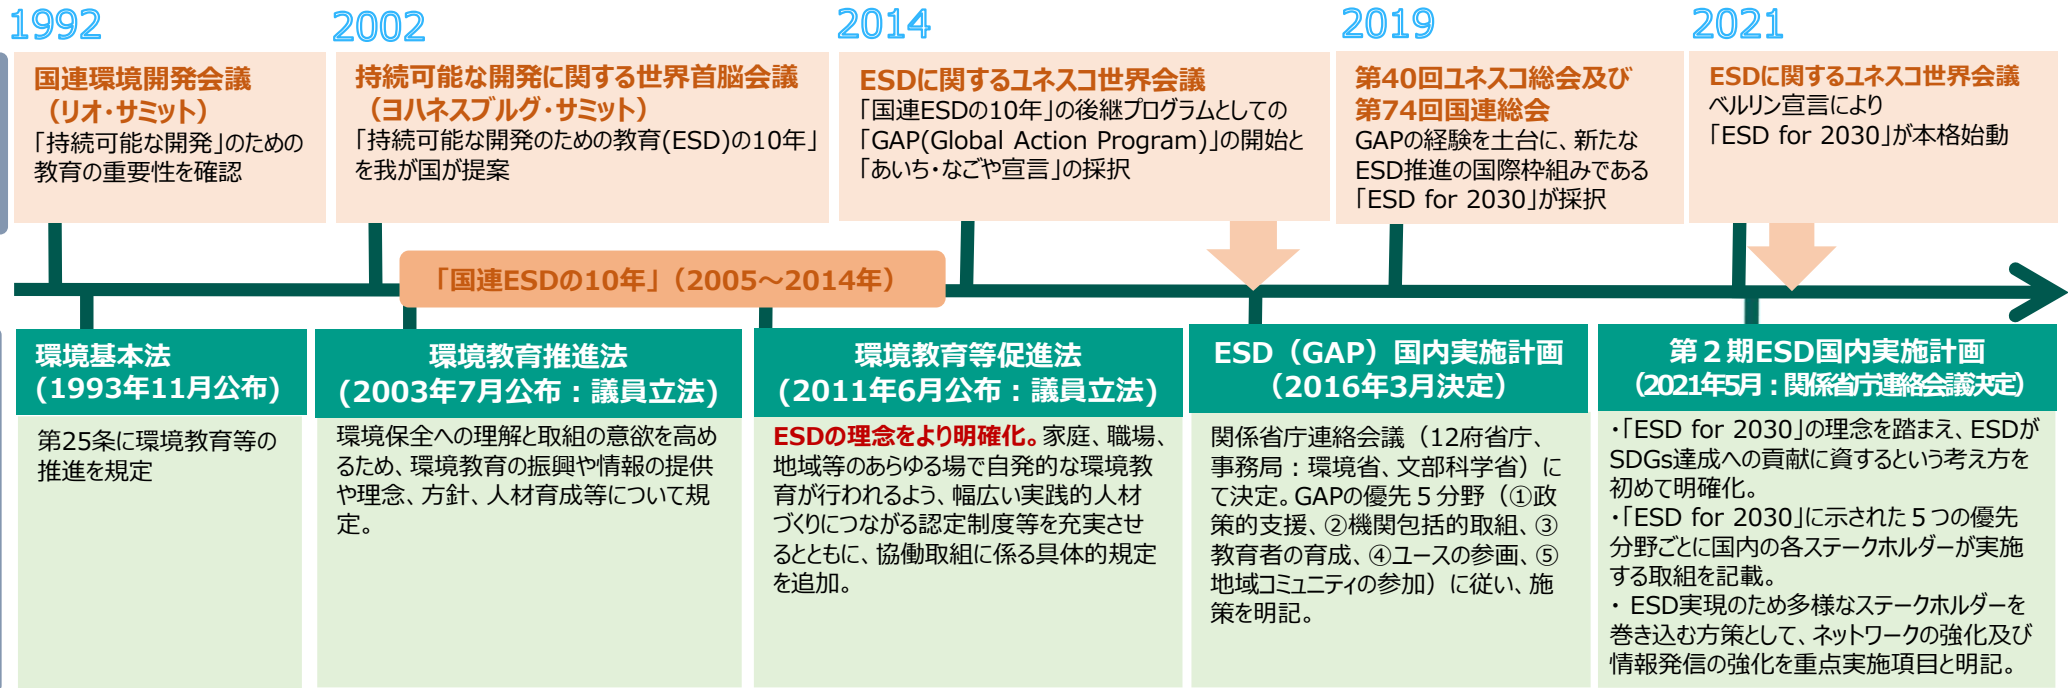 1992
国連環境開発会議
（リオ・サミット）
「持続可能な開発」のための
教育の重要性を確認
2002
持続可能な開発に関する世界首脳会議
（ヨハネスブルグ・サミット）
「持続可能な開発のための教育(ESD)の10年」
を我が国が提案
2014
ESDに関するユネスコ世界会議
「国連ESDの10年」の後継プログラムとしての
「GAP(Global Action Program)」の開始と
「あいち・なごや宣言」の採択
2019
第40回ユネスコ総会及び
第74回国連総会
GAPの経験を土台に、新たな
ESD推進の国際枠組みである
「ESD for 2030」が採択
2021
ESDに関するユネスコ世界会議
ベルリン宣言により
「ESD for 2030」が本格始動
「国連ESDの10年」（2005～2014年）
環境基本法
(1993年11月公布)
第25条に環境教育等の
推進を規定
環境教育推進法
(2003年7月公布：議員立法)
環境保全への理解と取組の意欲を高め
るため、環境教育の振興や情報の提供
や理念、方針、人材育成等について規
定。
環境教育等促進法
(2011年6月公布：議員立法)
ESDの理念をより明確化。家庭、職場、
地域等のあらゆる場で自発的な環境教
育が行われるよう、幅広い実践的人材
づくりにつながる認定制度等を充実させ
るとともに、協働取組に係る具体的規定
を追加。
ESD（GAP）国内実施計画
（2016年3月決定）
関係省庁連絡会議（12府省庁、
事務局：環境省、文部科学省）に
て決定。GAPの優先５分野（①政
策的支援、②機関包括的取組、③
教育者の育成、④ユースの参画、⑤
地域コミュニティの参加）に従い、施
策を明記。
第２期ESD国内実施計画
（2021年5月：関係省庁連絡会議決定）
・「ESD for 2030」の理念を踏まえ、ESDが
SDGs達成への貢献に資するという考え方を
初めて明確化。
・「ESD for 2030」に示された５つの優先
分野ごとに国内の各ステークホルダーが実施
する取組を記載。
・ ESD実現のため多様なステークホルダーを
巻き込む方策として、ネットワークの強化及び
情報発信の強化を重点実施項目と明記。